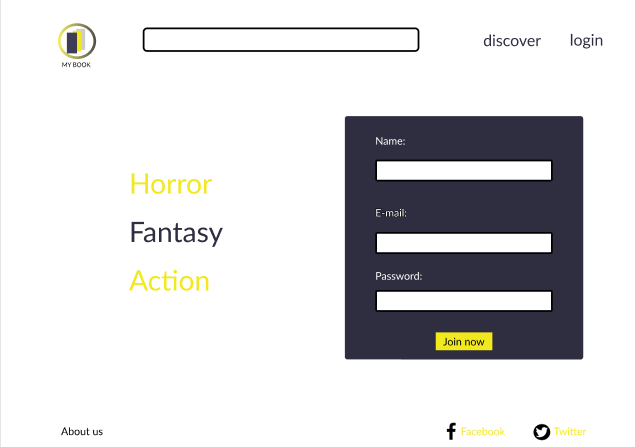 MY BOOK
discover
login
Horror
Fantasy
Action
Name:
E-mail:
Password:
Join now
About us
Facebook
Twitter